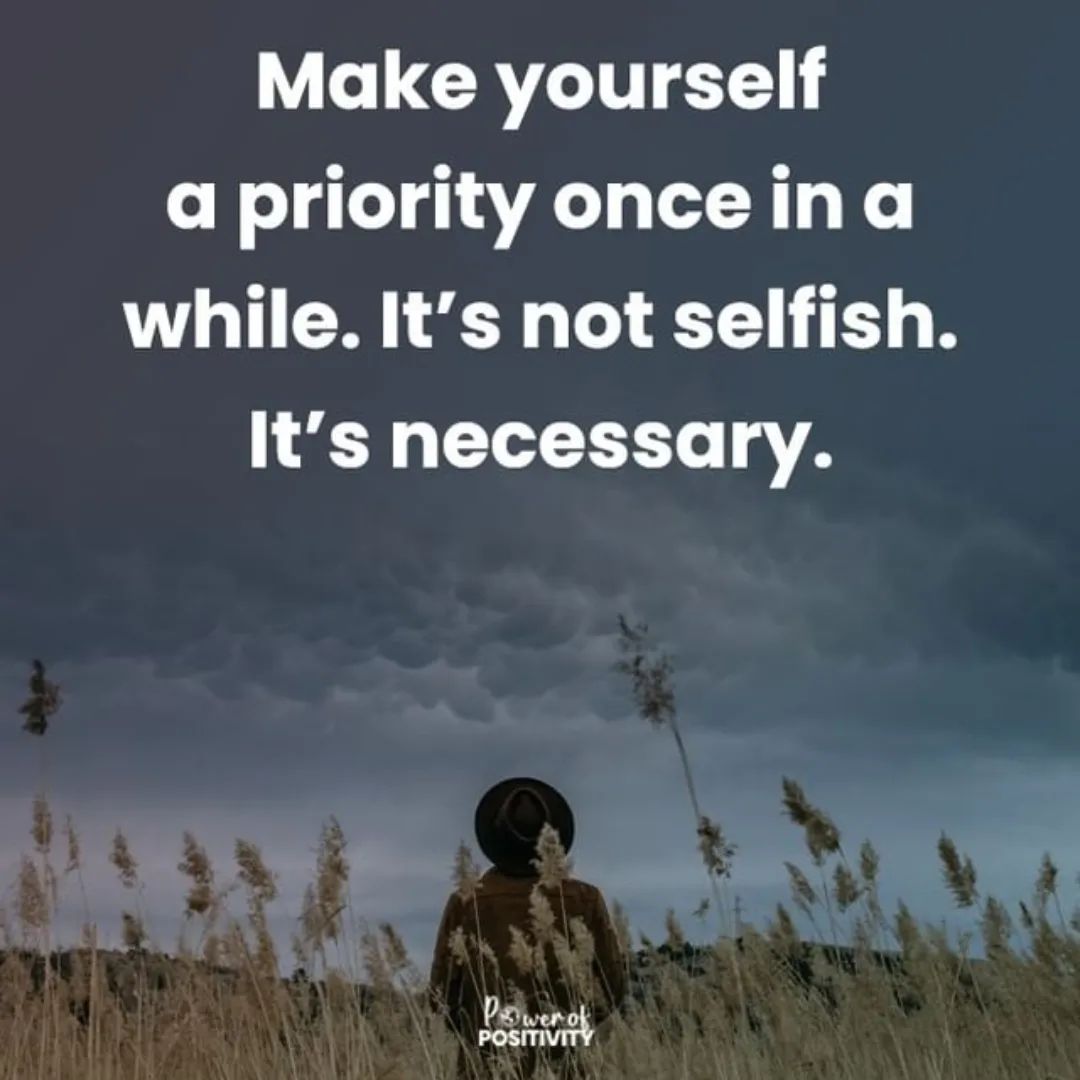 Make yourself
a priority once in a
while. It’s not selfish.
It’s necessary.
Power of
POSITIVITY